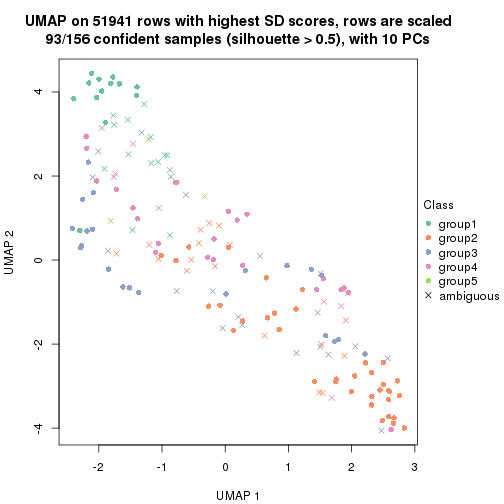 UMAP on 51941 rows with highest SD scores, rows are scaled
93/156 confident samples (silhouette > 0.5), with 10 PCs
4
2
0
-2
-4
UMAP 2
-2
-1
0
1
2
3
UMAP 1
Class
group1
group2
group3
group4
group5
ambiguous